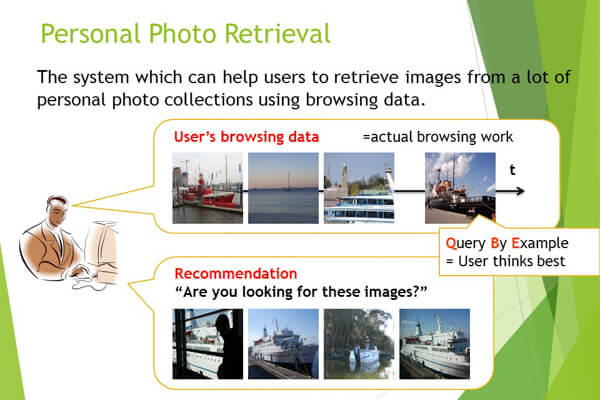 Personal Photo Retrieval
The system which can help users to retrieve images from a lot of
personal photo collections using browsing data.
User's browsing data =actual browsing work
t
Query By Example
= User thinks best
Recommendation
“Are you looking for these images?”